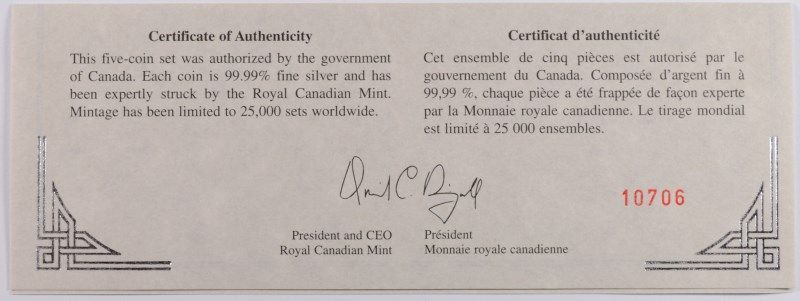 Certificate of Authenticity
This five-coin set was authorized by the government
of Canada. Each coin is 99.99% fine silver and has
been expertly struck by the Royal Canadian Mint.
Mintage has been limited to 25,000 sets worldwide.
Certificat d'authenticité
Cet ensemble de cinq pièces est autorisé par le
gouvernement du Canada. Composée d'argent fin à
99,99 %, chaque pièce a été frappée de façon experte
par la Monnaie royale canadienne. Le tirage mondial
est limité à 25 000 ensembles.
10706
President and CEO
Royal Canadian Mint
Président
Monnaie royale canadienne